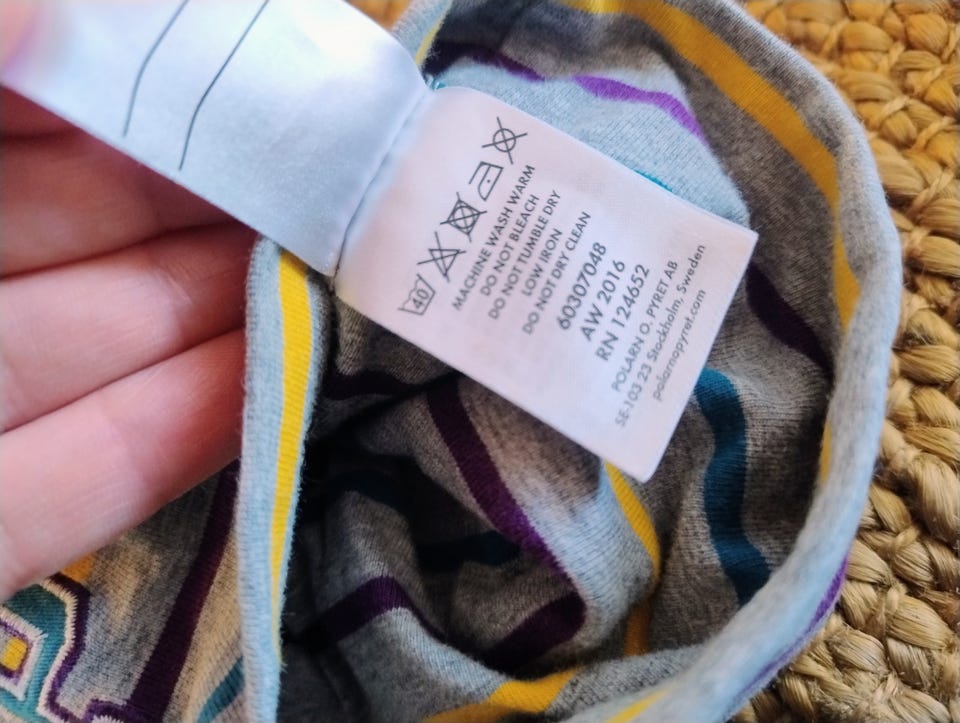 40
MACHINE WASH WARM
DO NOT BLEACH
DO NOT TUMBLE DRY
LOW IRON
DO NOT DRY CLEAN
60307048
AW 2016
RN 124652
POLARN O. PYRET AB
SE-103 23 Stockholm, Sweden
polarnopyret.com